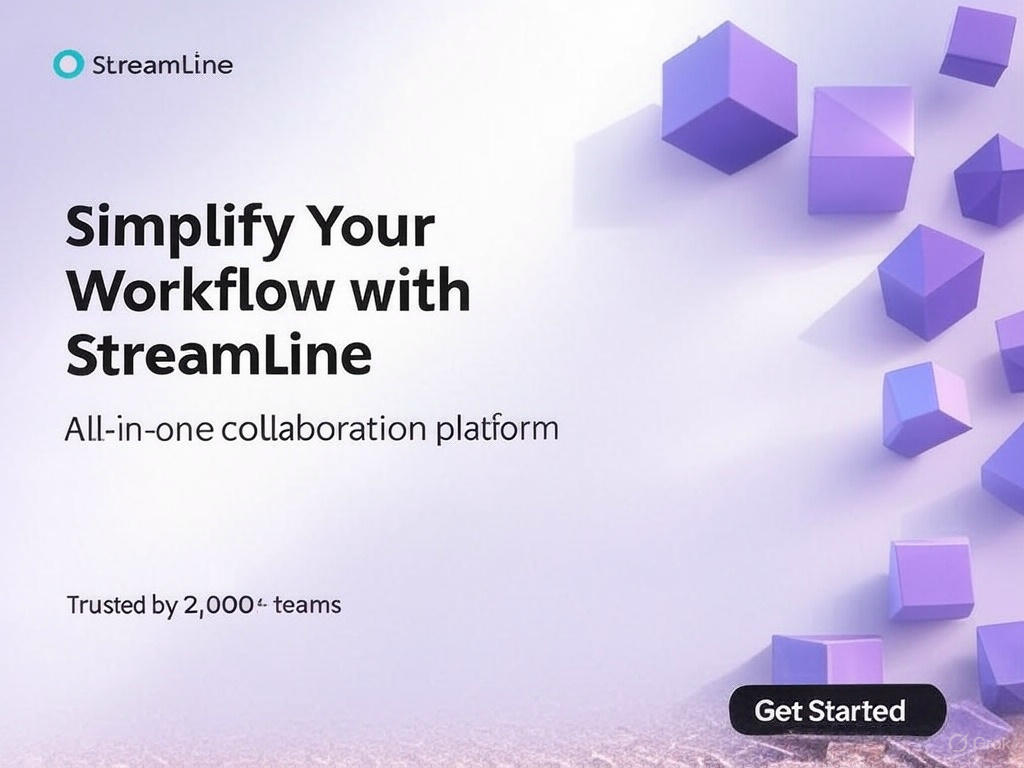 StreamLine
Simplify Your
Workflow with
StreamLine
All-in-one collaboration platform
Trusted by 2,000+ teams
Get Started
Grok